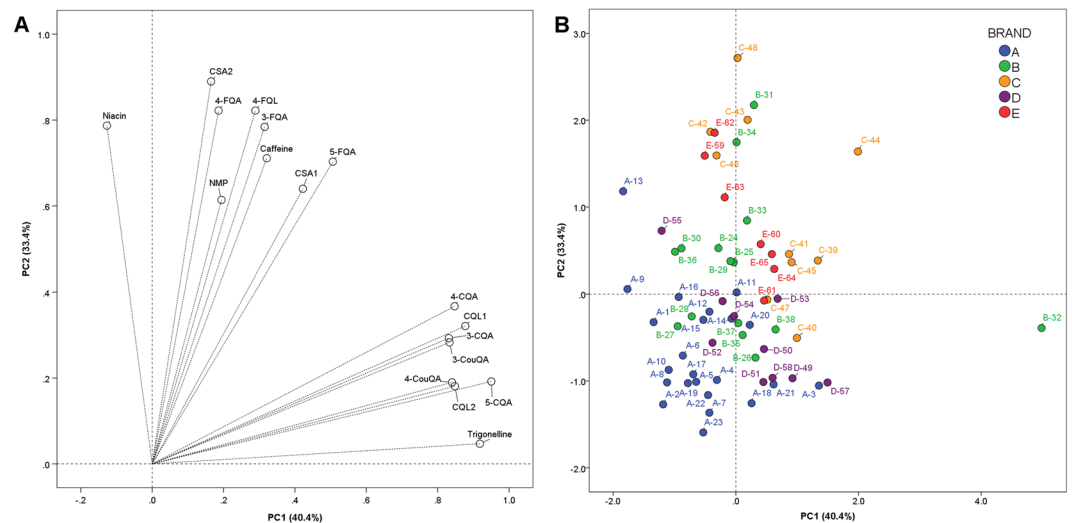 A
1.0
.8
.6
.4
.2
.0
-.2
.0
.2
.4
.6
.8
1.0
PC2 (33.4%)
PC1 (40.4%)
CSA2
4-FQA
4-FQL
Niacin
3-FQA
Caffeine
5-FQA
CSA1
NMP
4-CQA
CQL1
3-CQA
3-CouQA
4-CouQA
CQL2
5-CQA
Trigonelline
B
3.0
2.0
1.0
.0
-1.0
-2.0
-2.0
.0
2.0
4.0
PC2 (33.4%)
PC1 (40.4%)
BRAND
A
B
C
D
E
C-48
B-31
C-43
C-42
E-62
B-34
E-59
C-44
A-13
E-63
B-33
D-55
B-30
B-24
E-60
C-41
C-39
B-36
B-25
B-29
E-65
C-45
E-64
A-9
A-11
A-16
D-56
E-61
D-53
A-12
D-54
C-47
B-28
A-1
A-14
A-20
B-38
B-32
B-27
A-15
B-37
C-40
B-35
A-6
D-52
B-26
D-50
A-10
A-17
A-4
D-58
D-49
A-8
A-5
D-51
A-2
A-19
A-18
A-21
A-3
D-57
A-22
A-7
A-23